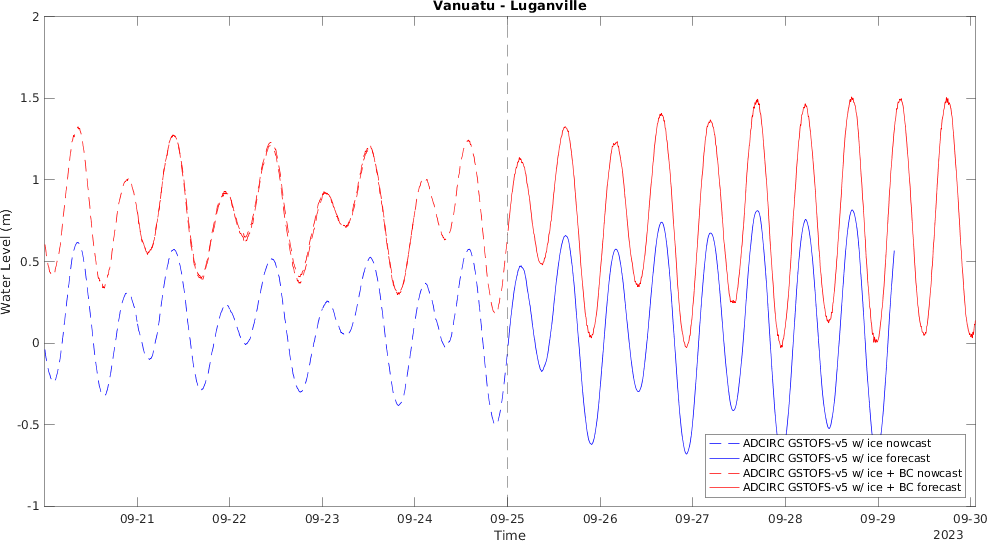 Vanuatu - Luganville
2
1.5
1
0.5
0
-0.5
-1
Water Level (m)
ADCIRC GSTOFS-v5 w/ ice nowcast
ADCIRC GSTOFS-v5 w/ ice forecast
ADCIRC GSTOFS-v5 w/ ice + BC nowcast
ADCIRC GSTOFS-v5 w/ ice + BC forecast
09-21 09-22 09-23 09-24 09-25 09-26 09-27 09-28 09-29 09-30
Time
2023